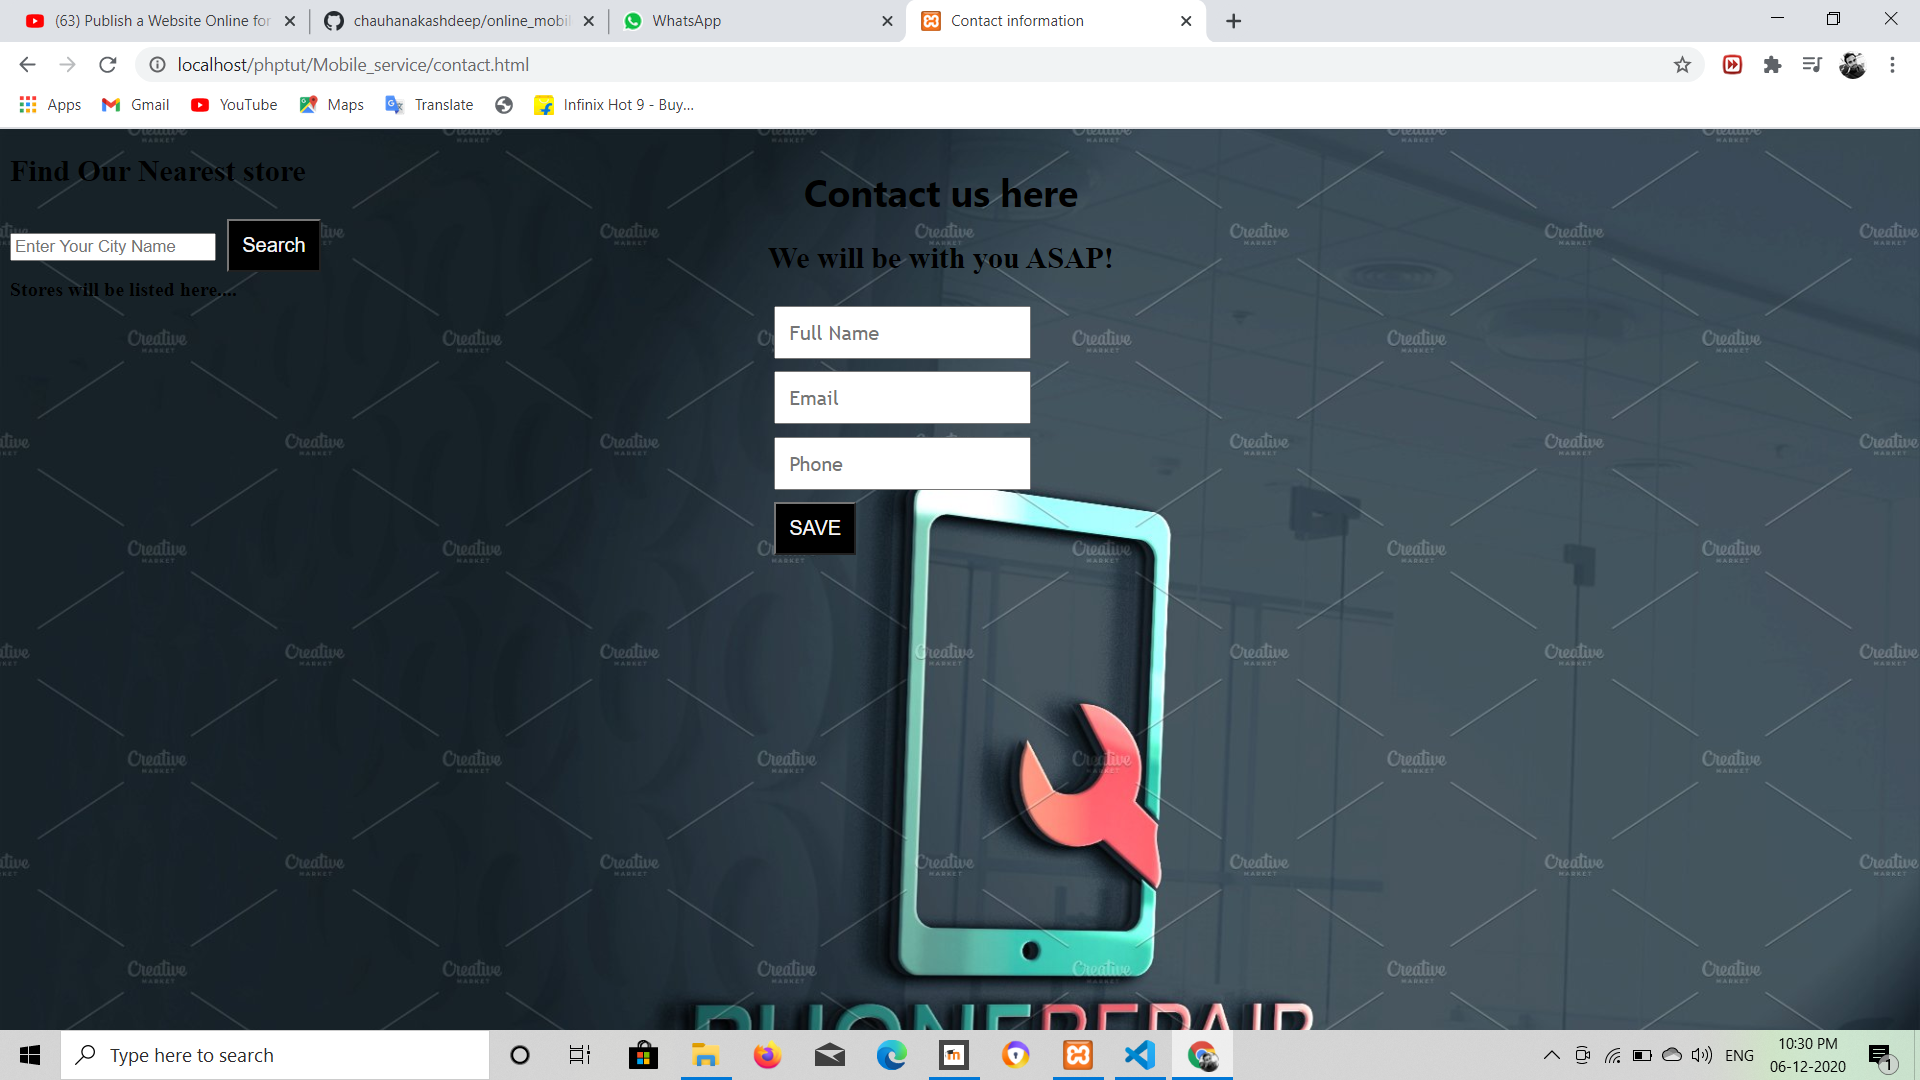 (63) Publish a Website Online for
chauhanakashdeep/online_mobil
WhatsApp
Contact information
localhost/phptut/Mobile_service/contact.html
Apps
Gmail
YouTube
Maps
Translate
Infinix Hot 9 - Buy...
Find Our Nearest store
Enter Your City Name
Search
Stores will be listed here....
Contact us here
We will be with you ASAP!
Full Name
Email
Phone
SAVE
Creative
MARKET
PHONEREPAIR
Type here to search
ENG
10:30 PM
06-12-2020
1